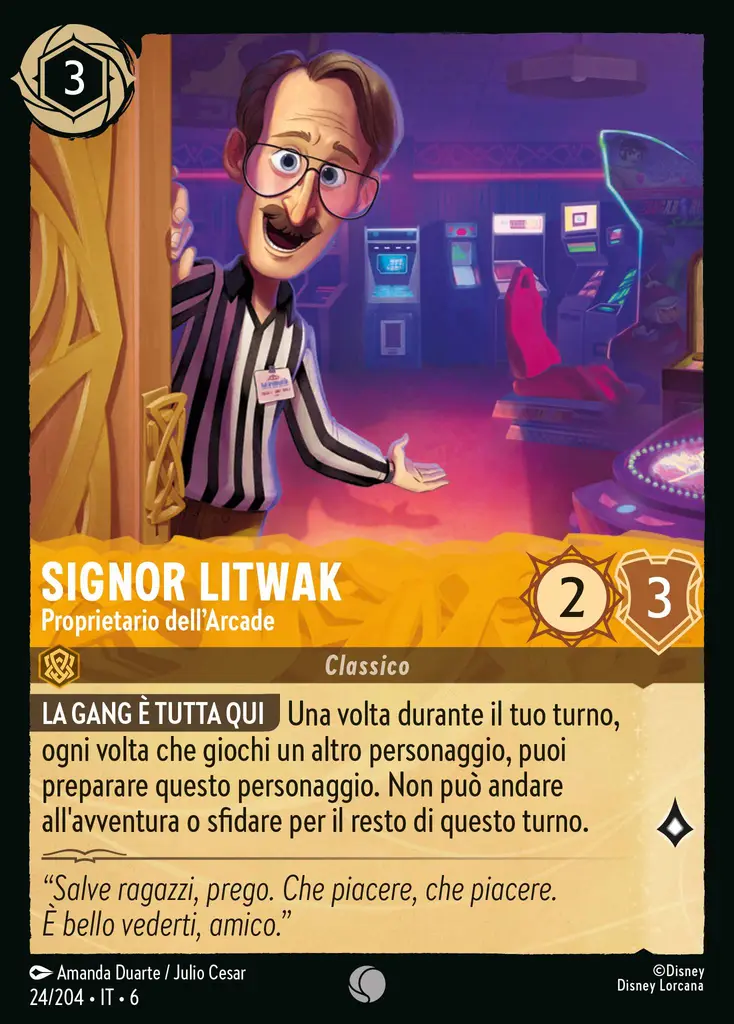 3
SIGNOR LITWAK
Proprietario dell'Arcade
2
3
Classico
LA GANG È TUTTA QUI Una volta durante il tuo turno,
ogni volta che giochi un altro personaggio, puoi
preparare questo personaggio. Non può andare
all'avventura o sfidare per il resto di questo turno.
“Salve ragazzi, prego. Che piacere, che piacere.
È bello vederti, amico.”
Amanda Duarte / Julio Cesar
24/204 • IT • 6
©Disney
Disney Lorcana